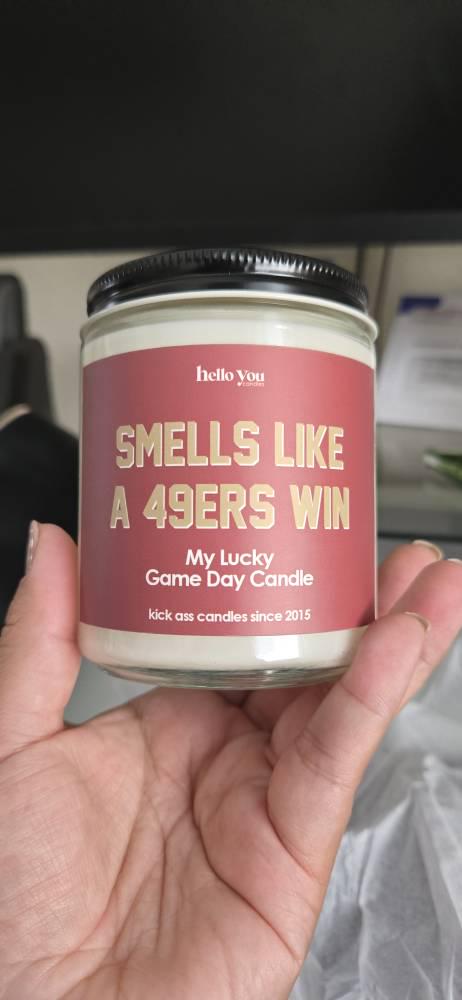 hello you
candles
SMELLS LIKE
A 49ERS WIN
My Lucky
Game Day Candle
kick ass candles since 2015